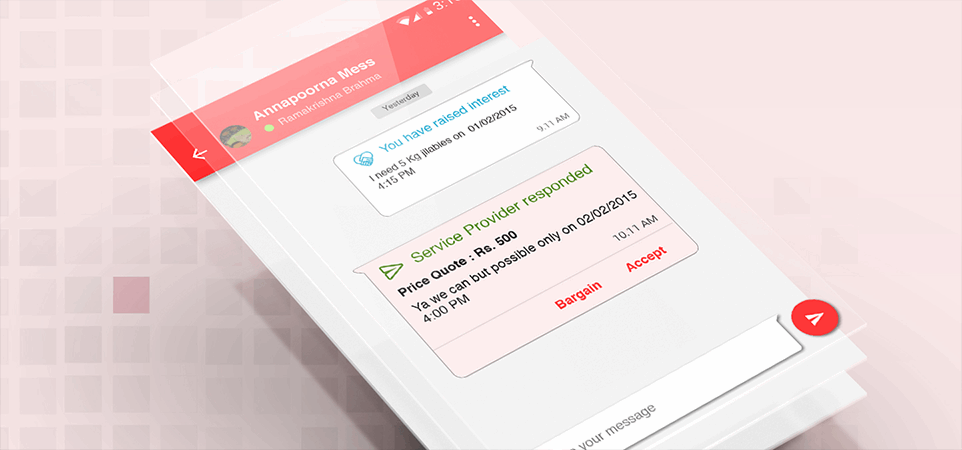 Annapoorna Mess
Ramakrishna Brahma
Yesterday
You have raised interest
I need 5 Kg jilabies on 01/02/2015
4:15 PM
9.11 AM
Service Provider responded
Price Quote : Rs. 500
Ya we can but possible only on 02/02/2015
4:00 PM
10.11 AM
Bargain
Accept
your message